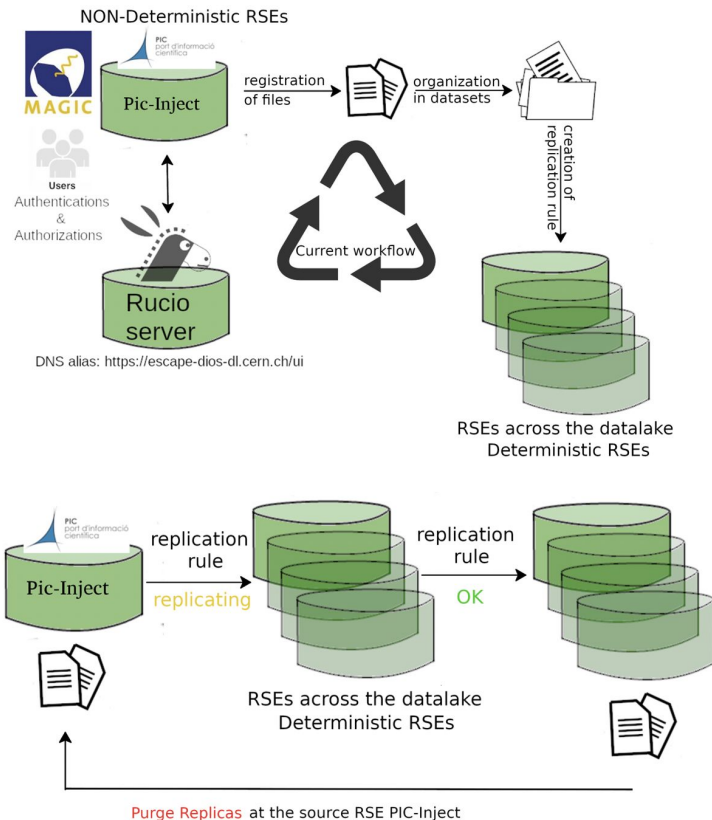 NON-Deterministic RSEs
PIC
port d'informació
científica
MAGIC
Pic-Inject
registration
of files
organization
in datasets
creation of
replication rule
Users
Authentications
&
Authorizations
Current workflow
Rucio
server
DNS alias: https://escape-dios-dl.cern.ch/ui
RSEs across the datalake
Deterministic RSEs
PIC
port d'informació
científica
Pic-Inject
replication
rule
replicating
replication
rule
OK
RSEs across the datalake
Deterministic RSEs
Purge Replicas at the source RSE PIC-Inject